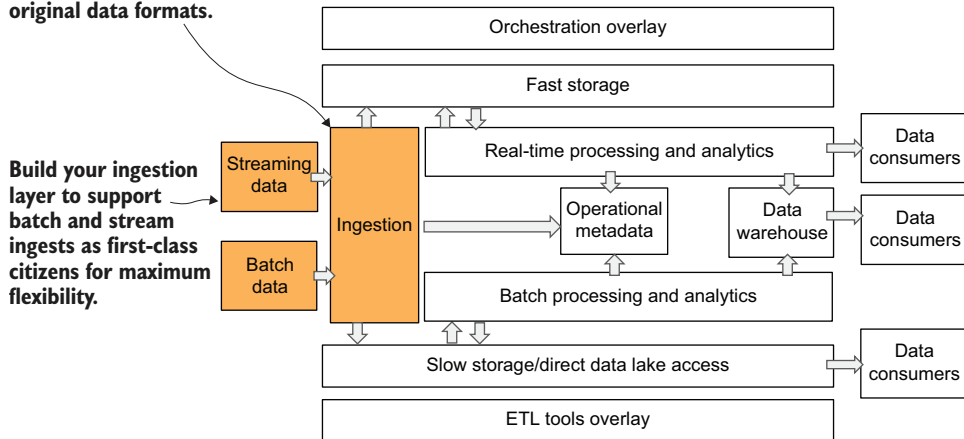 original data formats.
Orchestration overlay
Fast storage
Build your ingestion
layer to support
batch and stream
ingests as first-class
citizens for maximum
flexibility.
Streaming
data
Batch
data
Ingestion
Real-time processing and analytics
Operational
metadata
Data
warehouse
Batch processing and analytics
Slow storage/direct data lake access
ETL tools overlay
Data
consumers
Data
consumers
Data
consumers